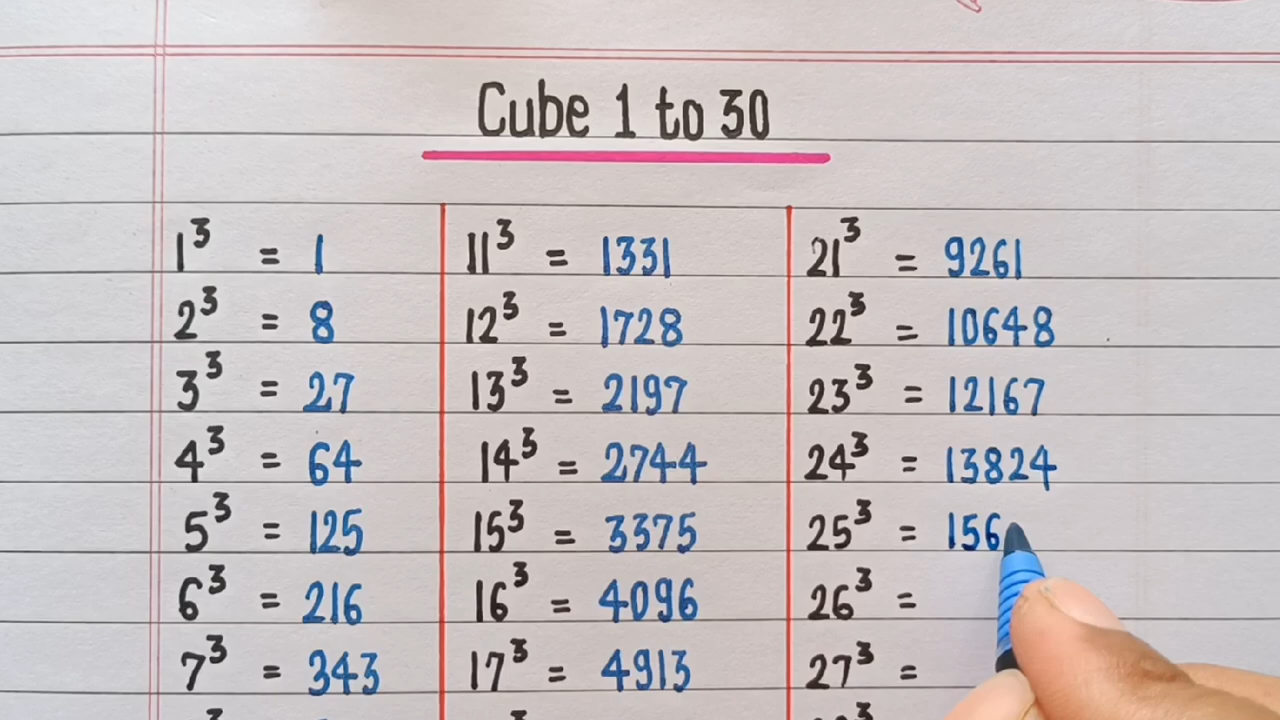 Cube 1 to 30
1³ = 1
2³ = 8
3³ = 27
4³ = 64
5³ = 125
6³ = 216
7³ = 343
11³ = 1331
12³ = 1728
13³ = 2197
14³ = 2744
15³ = 3375
16³ = 4096
17³ = 4913
21³ = 9261
22³ = 10648
23³ = 12167
24³ = 13824
25³ = 156
26³ =
27³ =